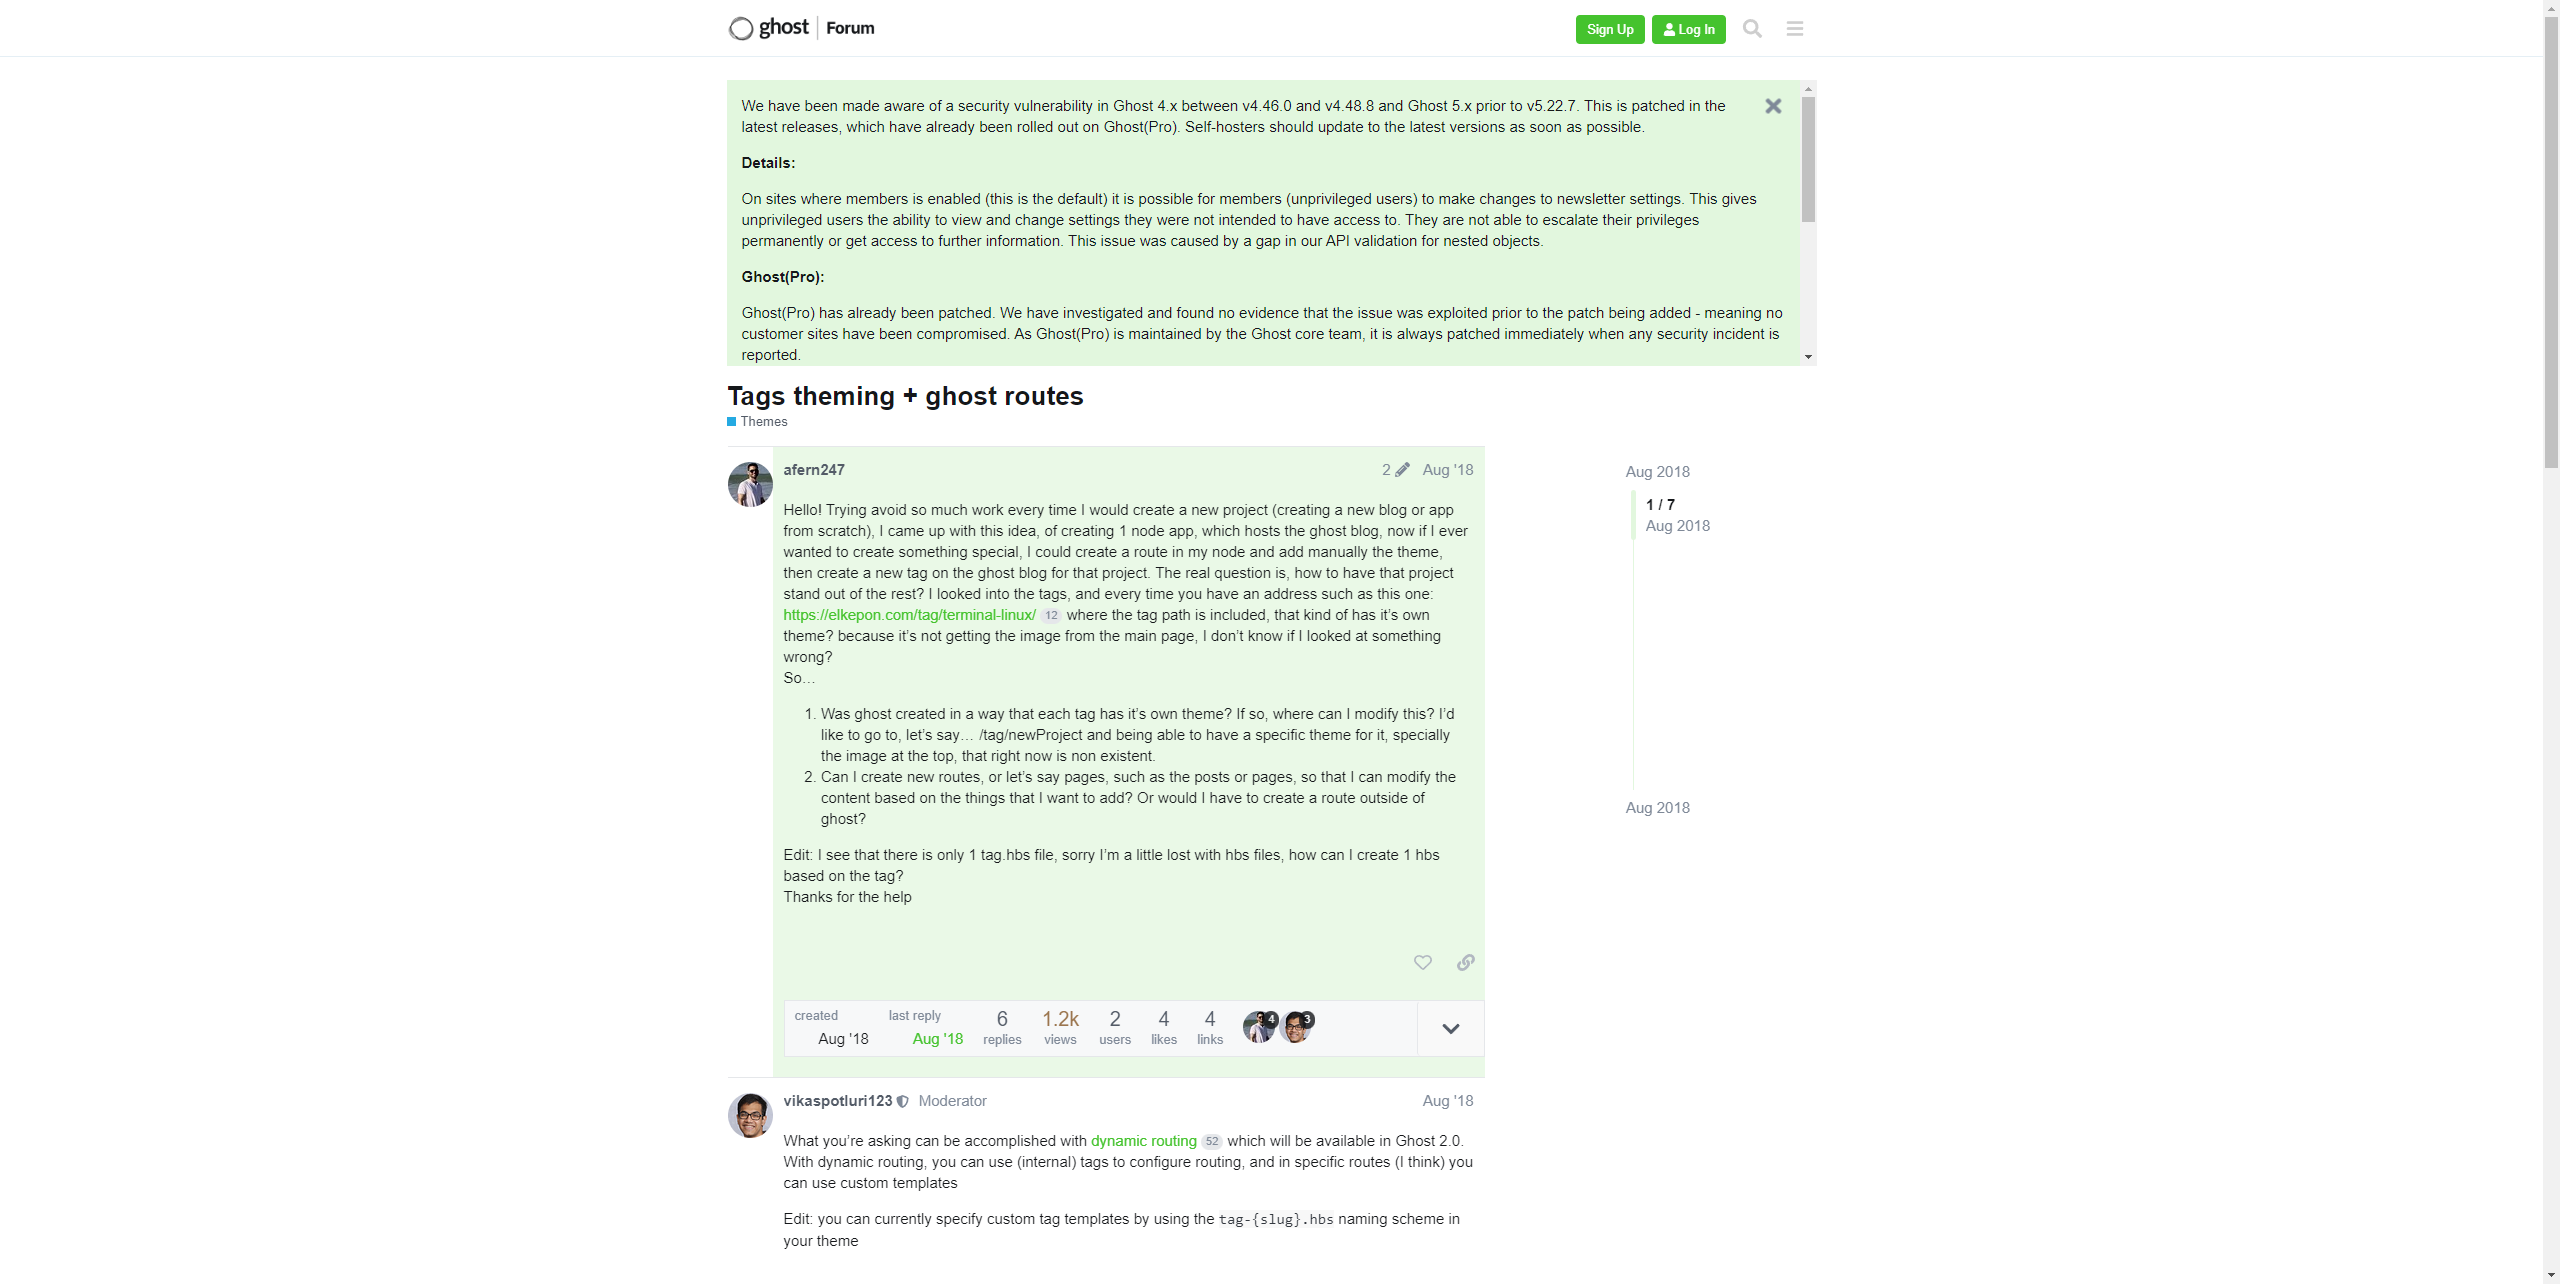 ghost Forum
Sign Up
Log In
We have been made aware of a security vulnerability in Ghost 4.x between v4.46.0 and v4.48.8 and Ghost 5.x prior to v5.22.7. This is patched in the
latest releases, which have already been rolled out on Ghost(Pro). Self-hosters should update to the latest versions as soon as possible.
Details:
On sites where members is enabled (this is the default) it is possible for members (unprivileged users) to make changes to newsletter settings. This gives
unprivileged users the ability to view and change settings they were not intended to have access to. They are not able to escalate their privileges
permanently or get access to further information. This issue was caused by a gap in our API validation for nested objects.
Ghost(Pro):
Ghost(Pro) has already been patched. We have investigated and found no evidence that the issue was exploited prior to the patch being added - meaning no
customer sites have been compromised. As Ghost(Pro) is maintained by the Ghost core team, it is always patched immediately when any security incident is
reported.
Tags theming + ghost routes
Themes
afern247
2 Aug '18
Hello! Trying avoid so much work every time I would create a new project (creating a new blog or app
from scratch), I came up with this idea, of creating 1 node app, which hosts the ghost blog, now if I ever
wanted to create something special, I could create a route in my node and add manually the theme,
then create a new tag on the ghost blog for that project. The real question is, how to have that project
stand out of the rest? I looked into the tags, and every time you have an address such as this one:
https://elkepon.com/tag/terminal-linux/ 12 where the tag path is included, that kind of has it’s own
theme? because it’s not getting the image from the main page, I don’t know if I looked at something
wrong?
So…
1. Was ghost created in a way that each tag has it’s own theme? If so, where can I modify this? I’d
like to go to, let’s say… /tag/newProject and being able to have a specific theme for it, specially
the image at the top, that right now is non existent.
2. Can I create new routes, or let’s say pages, such as the posts or pages, so that I can modify the
content based on the things that I want to add? Or would I have to create a route outside of
ghost?
Edit: I see that there is only 1 tag.hbs file, sorry I’m a little lost with hbs files, how can I create 1 hbs
based on the tag?
Thanks for the help
Aug 2018
1 / 7
Aug 2018
Aug 2018
created
Aug '18
last reply
Aug '18
6
replies
1.2k
views
2
users
4
likes
4
links
4
3
vikaspotluri123 Moderator
Aug '18
What you’re asking can be accomplished with dynamic routing 52 which will be available in Ghost 2.0.
With dynamic routing, you can use (internal) tags to configure routing, and in specific routes (I think) you
can use custom templates
Edit: you can currently specify custom tag templates by using the tag-{slug}.hbs naming scheme in
your theme